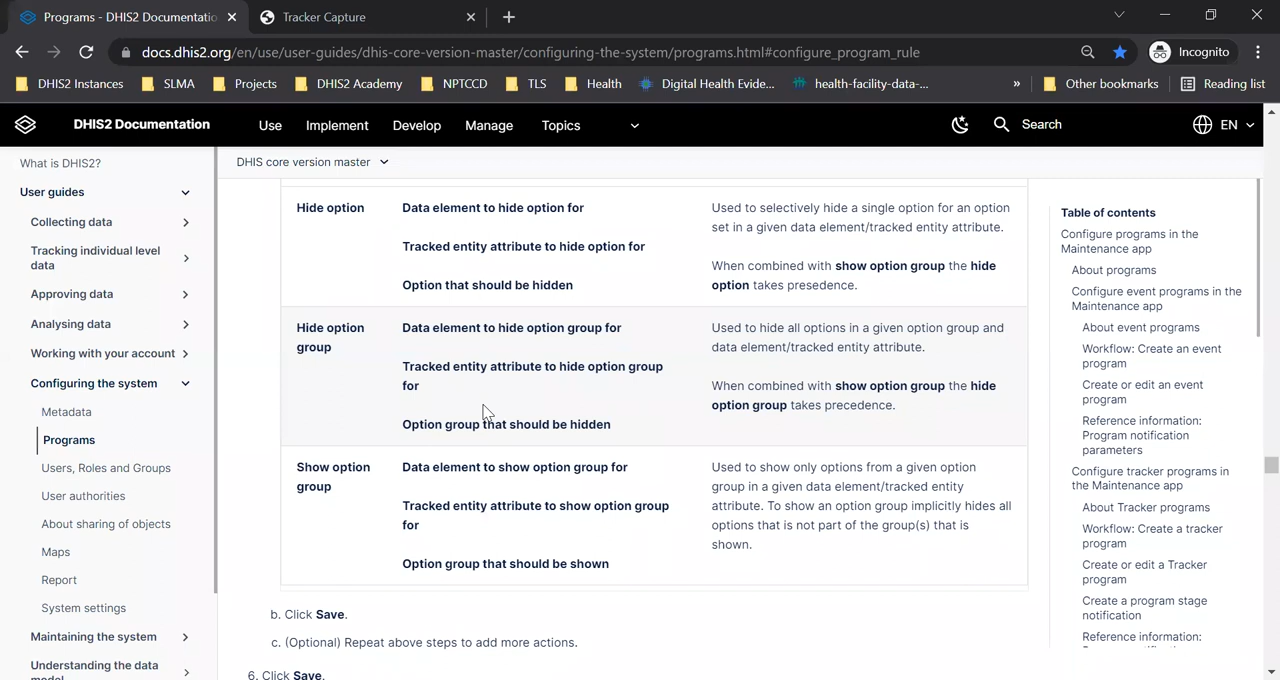 Programs - DHIS2 Documentatio
Tracker Capture
docs.dhis2.org/en/use/user-guides/dhis-core-version-master/configuring-the-system/programs.html#configure_program_rule
Incognito
DHIS2 Instances
SLMA
Projects
DHIS2 Academy
NPTCCD
TLS
Health
Digital Health Evide...
health-facility-data-...
»
Other bookmarks
Reading list
DHIS2 Documentation
Use
Implement
Develop
Manage
Topics
Search
EN
What is DHIS2?
User guides
Collecting data
Tracking individual level
data
Approving data
Analysing data
Working with your account
Configuring the system
Metadata
Programs
Users, Roles and Groups
User authorities
About sharing of objects
Maps
Report
System settings
Maintaining the system
Understanding the data
model
DHIS core version master
Hide option
Data element to hide option for
Tracked entity attribute to hide option for
Option that should be hidden
Used to selectively hide a single option for an option
set in a given data element/tracked entity attribute.
When combined with show option group the hide
option takes presedence.
Hide option
group
Data element to hide option group for
Tracked entity attribute to hide option group
for
Option group that should be hidden
Used to hide all options in a given option group and
data element/tracked entity attribute.
When combined with show option group the hide
option group takes precedence.
Show option
group
Data element to show option group for
Tracked entity attribute to show option group
for
Option group that should be shown
Used to show only options from a given option
group in a given data element/tracked entity
attribute. To show an option group implicitly hides all
options that is not part of the group(s) that is
shown.
b. Click Save.
c. (Optional) Repeat above steps to add more actions.
6. Click Save.
Table of contents
Configure programs in the
Maintenance app
About programs
Configure event programs in the
Maintenance app
About event programs
Workflow: Create an event
program
Create or edit an event
program
Reference information:
Program notification
parameters
Configure tracker programs in
the Maintenance app
About Tracker programs
Workflow: Create a tracker
program
Create or edit a Tracker
program
Create a program stage
notification
Reference information: